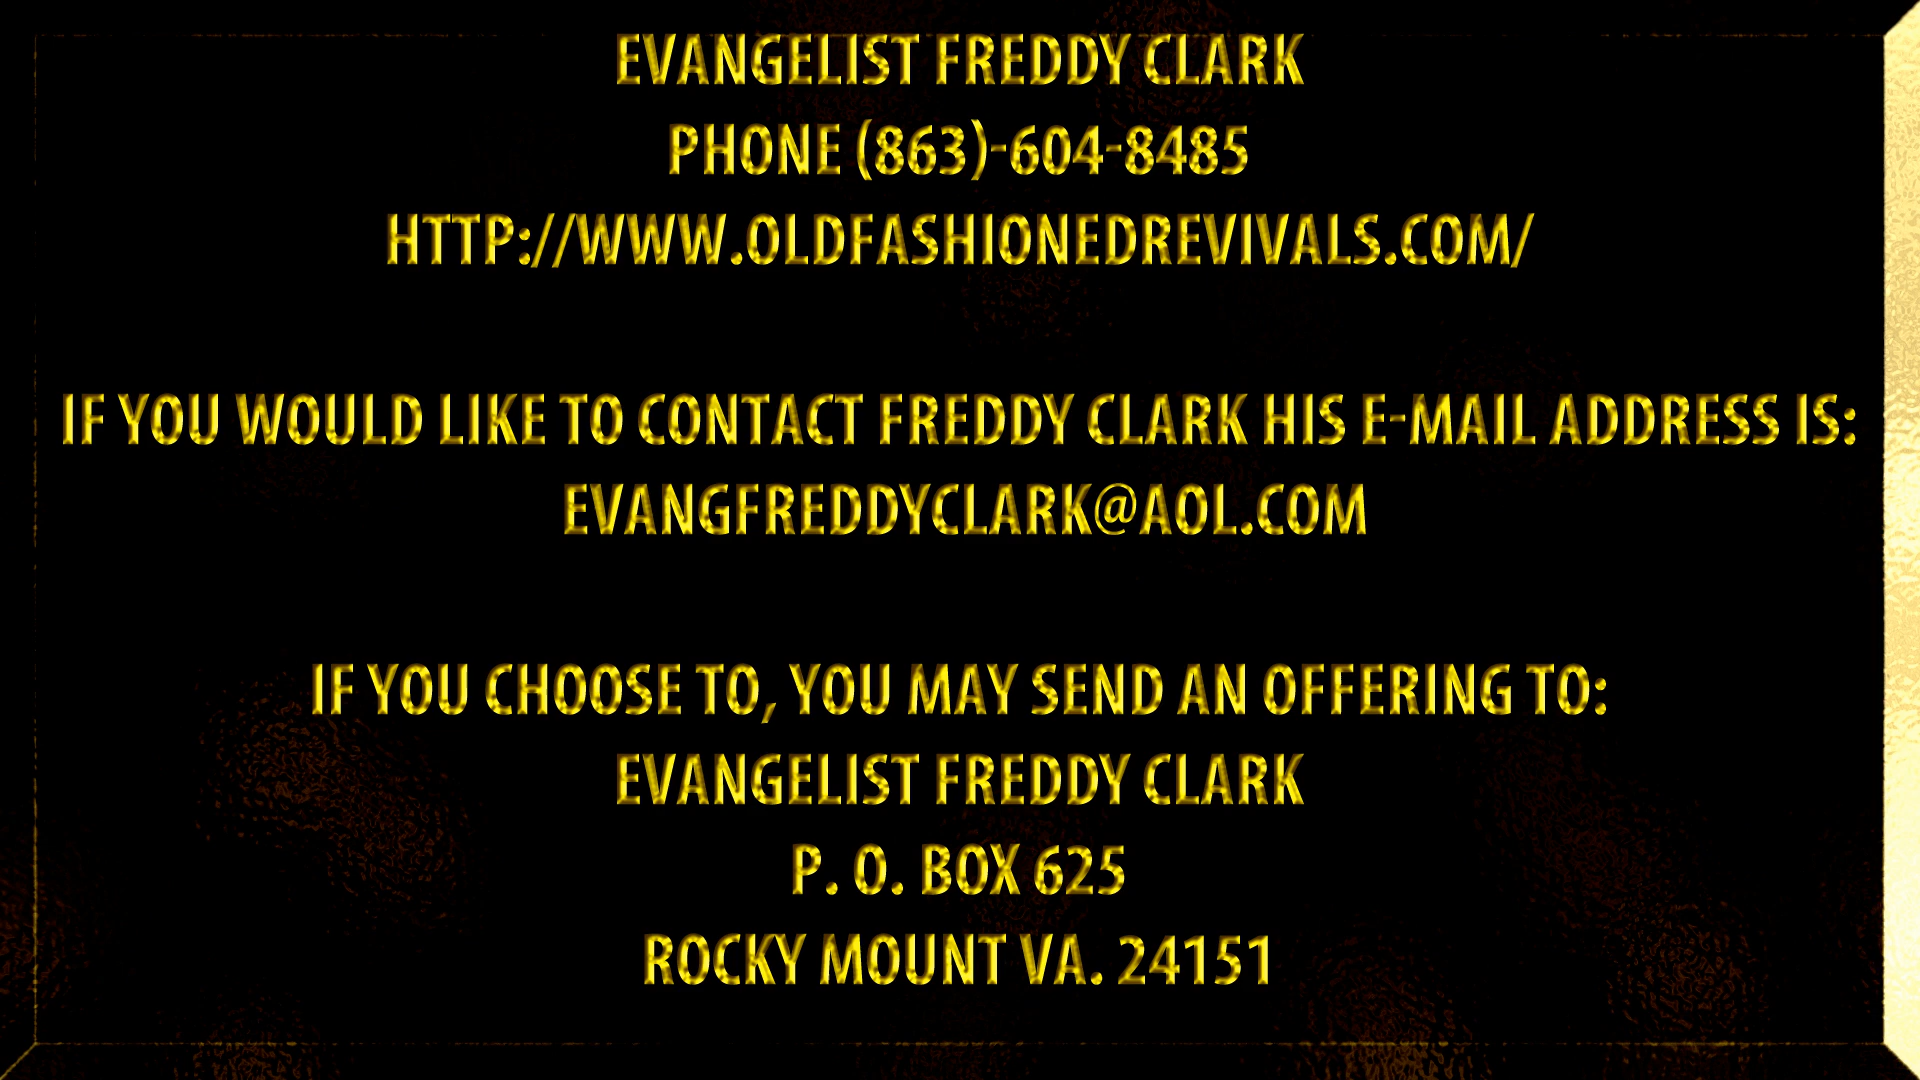 EVANGELIST FREDDY CLARK
PHONE (863)-604-8485
HTTP://WWW.OLDFASHIONEDREVIVALS.COM/
IF YOU WOULD LIKE TO CONTACT FREDDY CLARK HIS E-MAIL ADDRESS IS:
EVANGFREDDYCLARK@AOL.COM
IF YOU CHOOSE TO, YOU MAY SEND AN OFFERING TO:
EVANGELIST FREDDY CLARK
P. O. BOX 625
ROCKY MOUNT VA. 24151